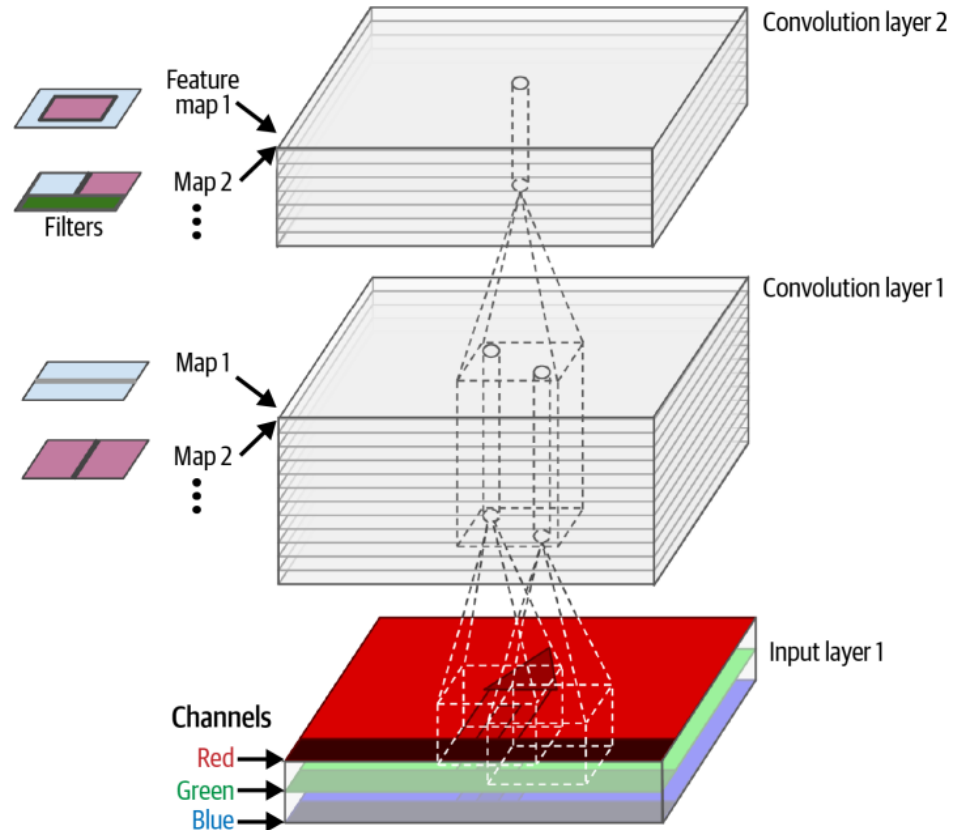 Convolution layer 2
Feature
map 1
Map 2
Filters
Convolution layer 1
Map 1
Map 2
Input layer 1
Channels
Red
Green
Blue